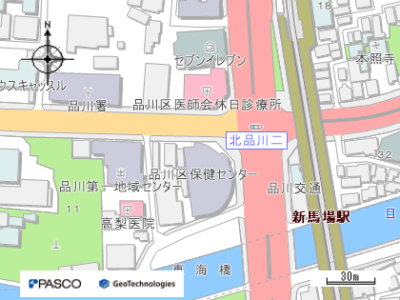 N
セブンイレブン
本照寺
ウスキャッスル
品川署
品川区医師会休日診療所
北品川二
32
品川区保健センター
品川第一地域センター
品川交通
新馬場駅
目
高梨医院
東海橋
30m
PASCO
GeoTechnologies